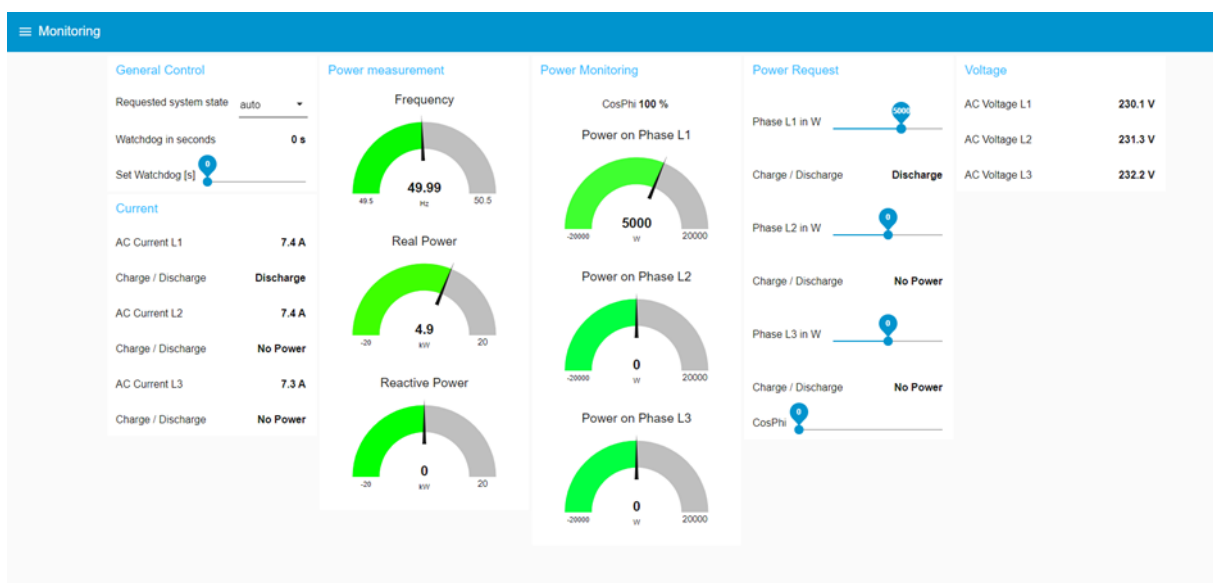 Monitoring
General Control
Requested system state auto
Watchdog in seconds 0 s
Set Watchdog [s] 0
Current
AC Current L1 7.4 A
Charge / Discharge Discharge
AC Current L2 7.4 A
Charge / Discharge No Power
AC Current L3 7.3 A
Charge / Discharge No Power
Power measurement
Frequency
49.99
49.5 Hz 50.5
Real Power
4.9
-20 kW 20
Reactive Power
0
-20 kW 20
Power Monitoring
CosPhi 100 %
Power on Phase L1
5000
-20000 W 20000
Power on Phase L2
0
-20000 W 20000
Power on Phase L3
0
-20000 W 20000
Power Request
5000
Phase L1 in W
Charge / Discharge Discharge
0
Phase L2 in W
Charge / Discharge No Power
0
Phase L3 in W
Charge / Discharge No Power
0
CosPhi
Voltage
AC Voltage L1 230.1 V
AC Voltage L2 231.3 V
AC Voltage L3 232.2 V